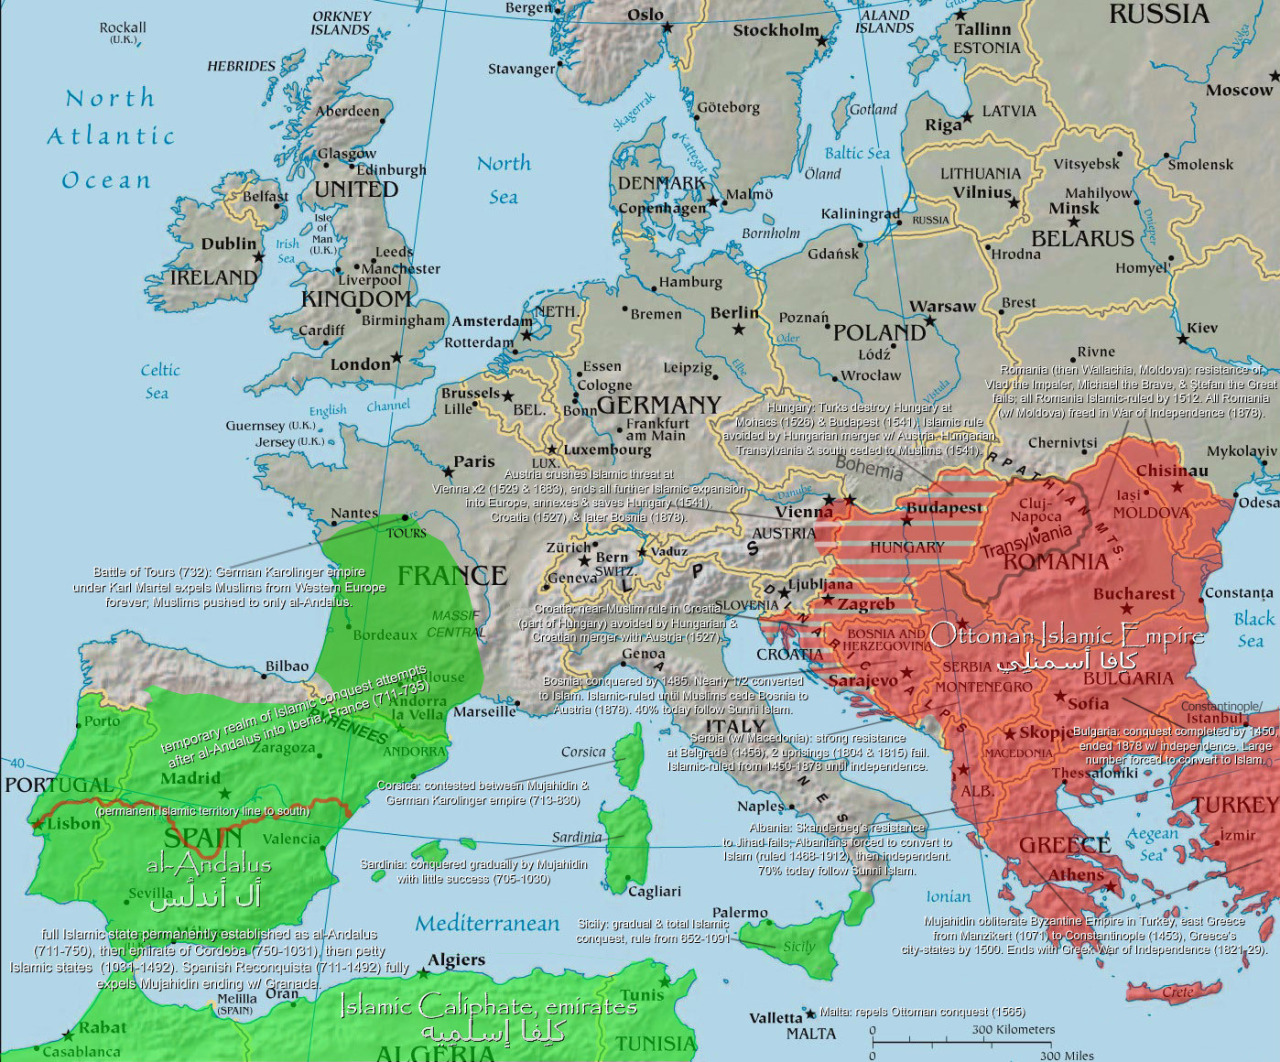 Rockall
(U.K.)
ORKNEY
ISLANDS
HEBRIDES
North
Atlantic
Ocean
Aberdeen
Glasgow
Edinburgh
UNITED
KINGDOM
Belfast
Isle
of
Man
(U.K.)
Irish
Sea
Dublin
IRELAND
Leeds
Manchester
Liverpool
Birmingham
Cardiff
London
Celtic
Sea
English Channel
Guernsey (U.K.)
Jersey (U.K.)
North
Sea
Bergen
Oslo
Stavanger
Stockholm
ALAND
ISLANDS
Tallinn
ESTONIA
RUSSIA
Moscow
Volga
Göteborg
Skagerrak
Kattegat
Gotland
Öland
Baltic Sea
Riga
LATVIA
LITHUANIA
Vilnius
Vitsyebsk
Smolensk
Mahilyow
Minsk
BELARUS
Dnieper
Homyel'
Hrodna
Brest
Kaliningrad
RUSSIA
DENMARK
Copenhagen
Malmö
Bornholm
Gdańsk
Hamburg
Bremen
Berlin
Poznań
POLAND
Warsaw
Łódź
Wrocław
Oder
Elbe
Vistula
Kiev
Rivne
NETH.
Amsterdam
Rotterdam
Essen
Cologne
Bonn
Leipzig
GERMANY
Frankfurt
am Main
Brussels
BEL.
Lille
Luxembourg
LUX.
Paris
Romania (then Wallachia, Moldova): resistance of
Vlad the Impaler, Michael the Brave, & Stefan the Great
fails; all Romania Islamic-ruled by 1512. All Romania
(w/ Moldova) freed in War of Independence (1878).
Hungary: Turks destroy Hungary at
Mohacs (1526) & Budapest (1541). Islamic rule
avoided by Hungarian merger w/ Austria. Hungarian
Transylvania & south ceded to Muslims (1541).
Bohemia
Chernivtsi
Mykolayiv
Odesa
Chisinau
Iași
MOLDOVA
CARPATHIAN MTS.
Cluj-
Napoca
Transylvania
ROMANIA
Bucharest
Constanța
Black
Sea
Austria crushes Islamic threat at
Vienna x2 (1529 & 1683), ends all further Islamic expansion
into Europe, annexes & saves Hungary (1541),
Croatia (1527), & later Bosnia (1878).
Danube
Vienna
AUSTRIA
Budapest
HUNGARY
Nantes
TOURS
FRANCE
Battle of Tours (732): German Karolinger empire
under Karl Martel expels Muslims from Western Europe
forever; Muslims pushed to only al-Andalus.
Zürich
Bern
SWITZ.
Vaduz
Geneva
A L P S
MASSIF
CENTRAL
Bordeaux
Toulouse
Marseille
Croatia: near-Muslim rule in Croatia
(part of Hungary) avoided by Hungarian &
Croatian merger with Austria (1527).
Ljubljana
SLOVENIA
Zagreb
CROATIA
DINARIC ALPS
BOSNIA AND
HERZEGOVINA
Sarajevo
Ottoman Islamic Empire
كافا أسمنلي
SERBIA
MONTENEGRO
BULGARIA
Sofia
Genoa
Bosnia: conquered by 1485. Nearly 1/2 converted
to Islam. Islamic-ruled until Muslims cede Bosnia to
Austria (1878). 40% today follow Sunni Islam.
ITALY
APENNINES
Serbia (w/ Macedonia): strong resistance
at Belgrade (1456), 2 uprisings (1804 & 1815) fail.
Islamic-ruled from 1450-1878 until independence.
Skopje
MACEDONIA
Constantinople/
Istanbul
Bulgaria: conquest completed by 1450,
ended 1878 w/ independence. Large
number forced to convert to Islam.
Thessaloniki
ALB.
TURKEY
Izmir
Aegean
Sea
GREECE
Athens
Bilbao
Porto
temporary realm of Islamic conquest attempts
after al-Andalus into Iberia, France (711-735)
PYRENEES
Andorra
la Vella
ANDORRA
Zaragoza
40
PORTUGAL
Madrid
(permanent Islamic territory line to south)
Lisbon
SPAIN
Valencia
al-Andalus
أل أندلُس
Sevilla
full Islamic state permanently established as al-Andalus
(711-750), then emirate of Cordoba (750-1031), then petty
Islamic states (1031-1492). Spanish Reconquista (711-1492) fully
expels Mujahidin ending w/ Granada.
Corsica
Corsica: contested between Mujahidin &
German Karolinger empire (713-830)
Sardinia
Sardinia: conquered gradually by Mujahidin
with little success (705-1030)
Cagliari
Naples
Albania: Skanderbeg's resistance
to Jihad fails; Albanians forced to convert to
Islam (ruled 1468-1912), then independent.
70% today follow Sunni Islam.
Mediterranean
Ionian
Palermo
Sicily: gradual & total Islamic
conquest, rule from 652-1091
Sicily
Mujahidin obliterate Byzantine Empire in Turkey, east Greece
from Manzikert (1071), to Constantinople (1453), Greece's
city-states by 1500. Ends with Greek War of Independence (1821-29).
Crete
Algiers
Oran
Melilla
(SPAIN)
Rabat
Casablanca
Islamic Caliphate, emirates
كلِفا إسلميه
ALGERIA
Tunis
TUNISIA
Valletta
MALTA
Malta: repels Ottoman conquest (1565)
0 300 Kilometers
0 300 Miles